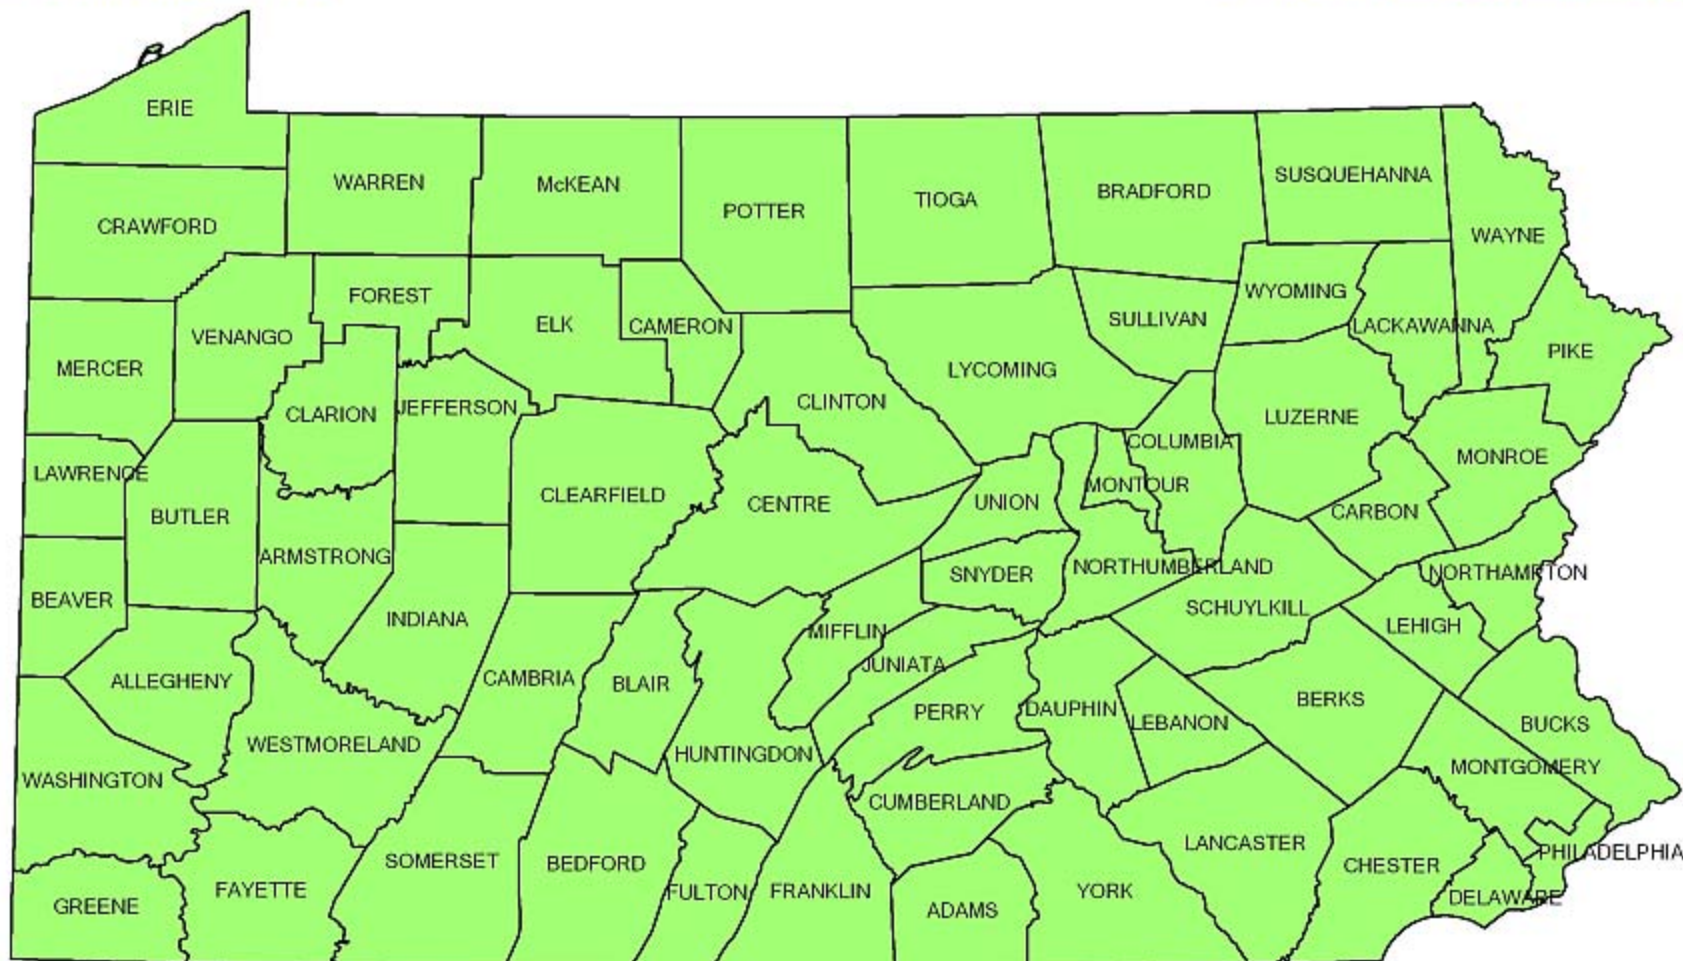 ERIE
WARREN
McKEAN
POTTER
TIOGA
BRADFORD
SUSQUEHANNA
WAYNE
CRAWFORD
FOREST
ELK
CAMERON
SULLIVAN
WYOMING
LACKAWANNA
PIKE
VENANGO
MERCER
CLARION
JEFFERSON
CLINTON
LYCOMING
COLUMBIA
LUZERNE
MONROE
LAWRENCE
BUTLER
CLEARFIELD
CENTRE
UNION
MONTOUR
CARBON
ARMSTRONG
BEAVER
INDIANA
SNYDER
NORTHUMBERLAND
NORTHAMPTON
SCHUYLKILL
LEHIGH
MIFFLIN
JUNIATA
ALLEGHENY
CAMBRIA
BLAIR
PERRY
DAUPHIN
LEBANON
BERKS
BUCKS
WESTMORELAND
HUNTINGDON
WASHINGTON
MONTGOMERY
CUMBERLAND
LANCASTER
PHILADELPHIA
SOMERSET
BEDFORD
CHESTER
GREENE
FAYETTE
FULTON
FRANKLIN
ADAMS
YORK
DELAWARE